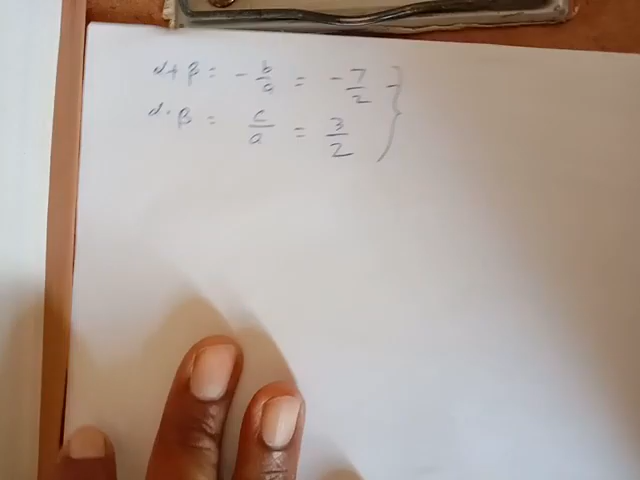 α+β = -b/a = -7/2
α·β = c/a = 3/2